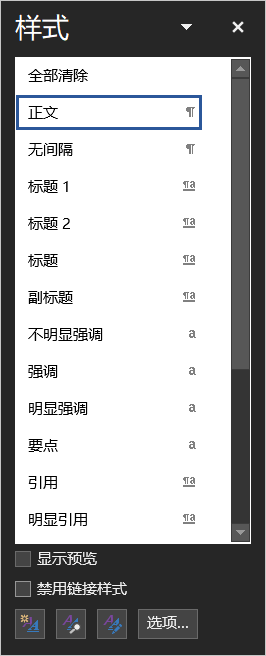 样式
全部清除
正文 ¶
无间隔 ¶
标题 1 ¶a
标题 2 ¶a
标题 ¶a
副标题 ¶a
不明显强调 a
强调 a
明显强调 a
要点 a
引用 ¶a
明显引用 ¶a
显示预览
禁用链接样式
选项...